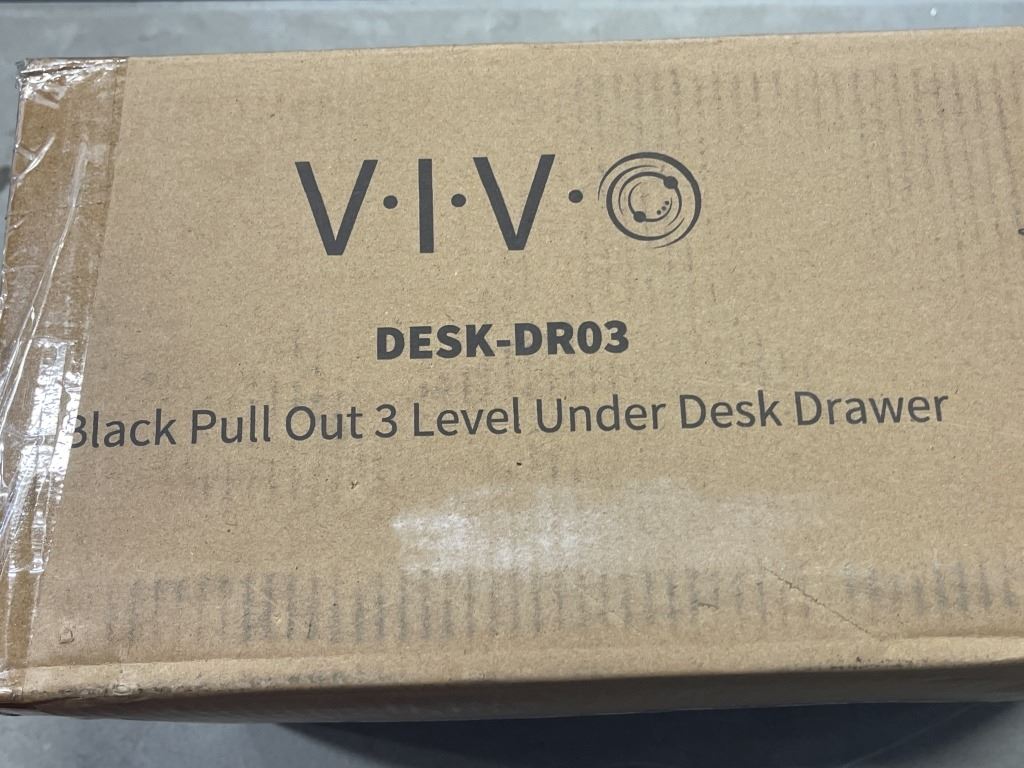 V·I·V·O
DESK-DR03
Black Pull Out 3 Level Under Desk Drawer